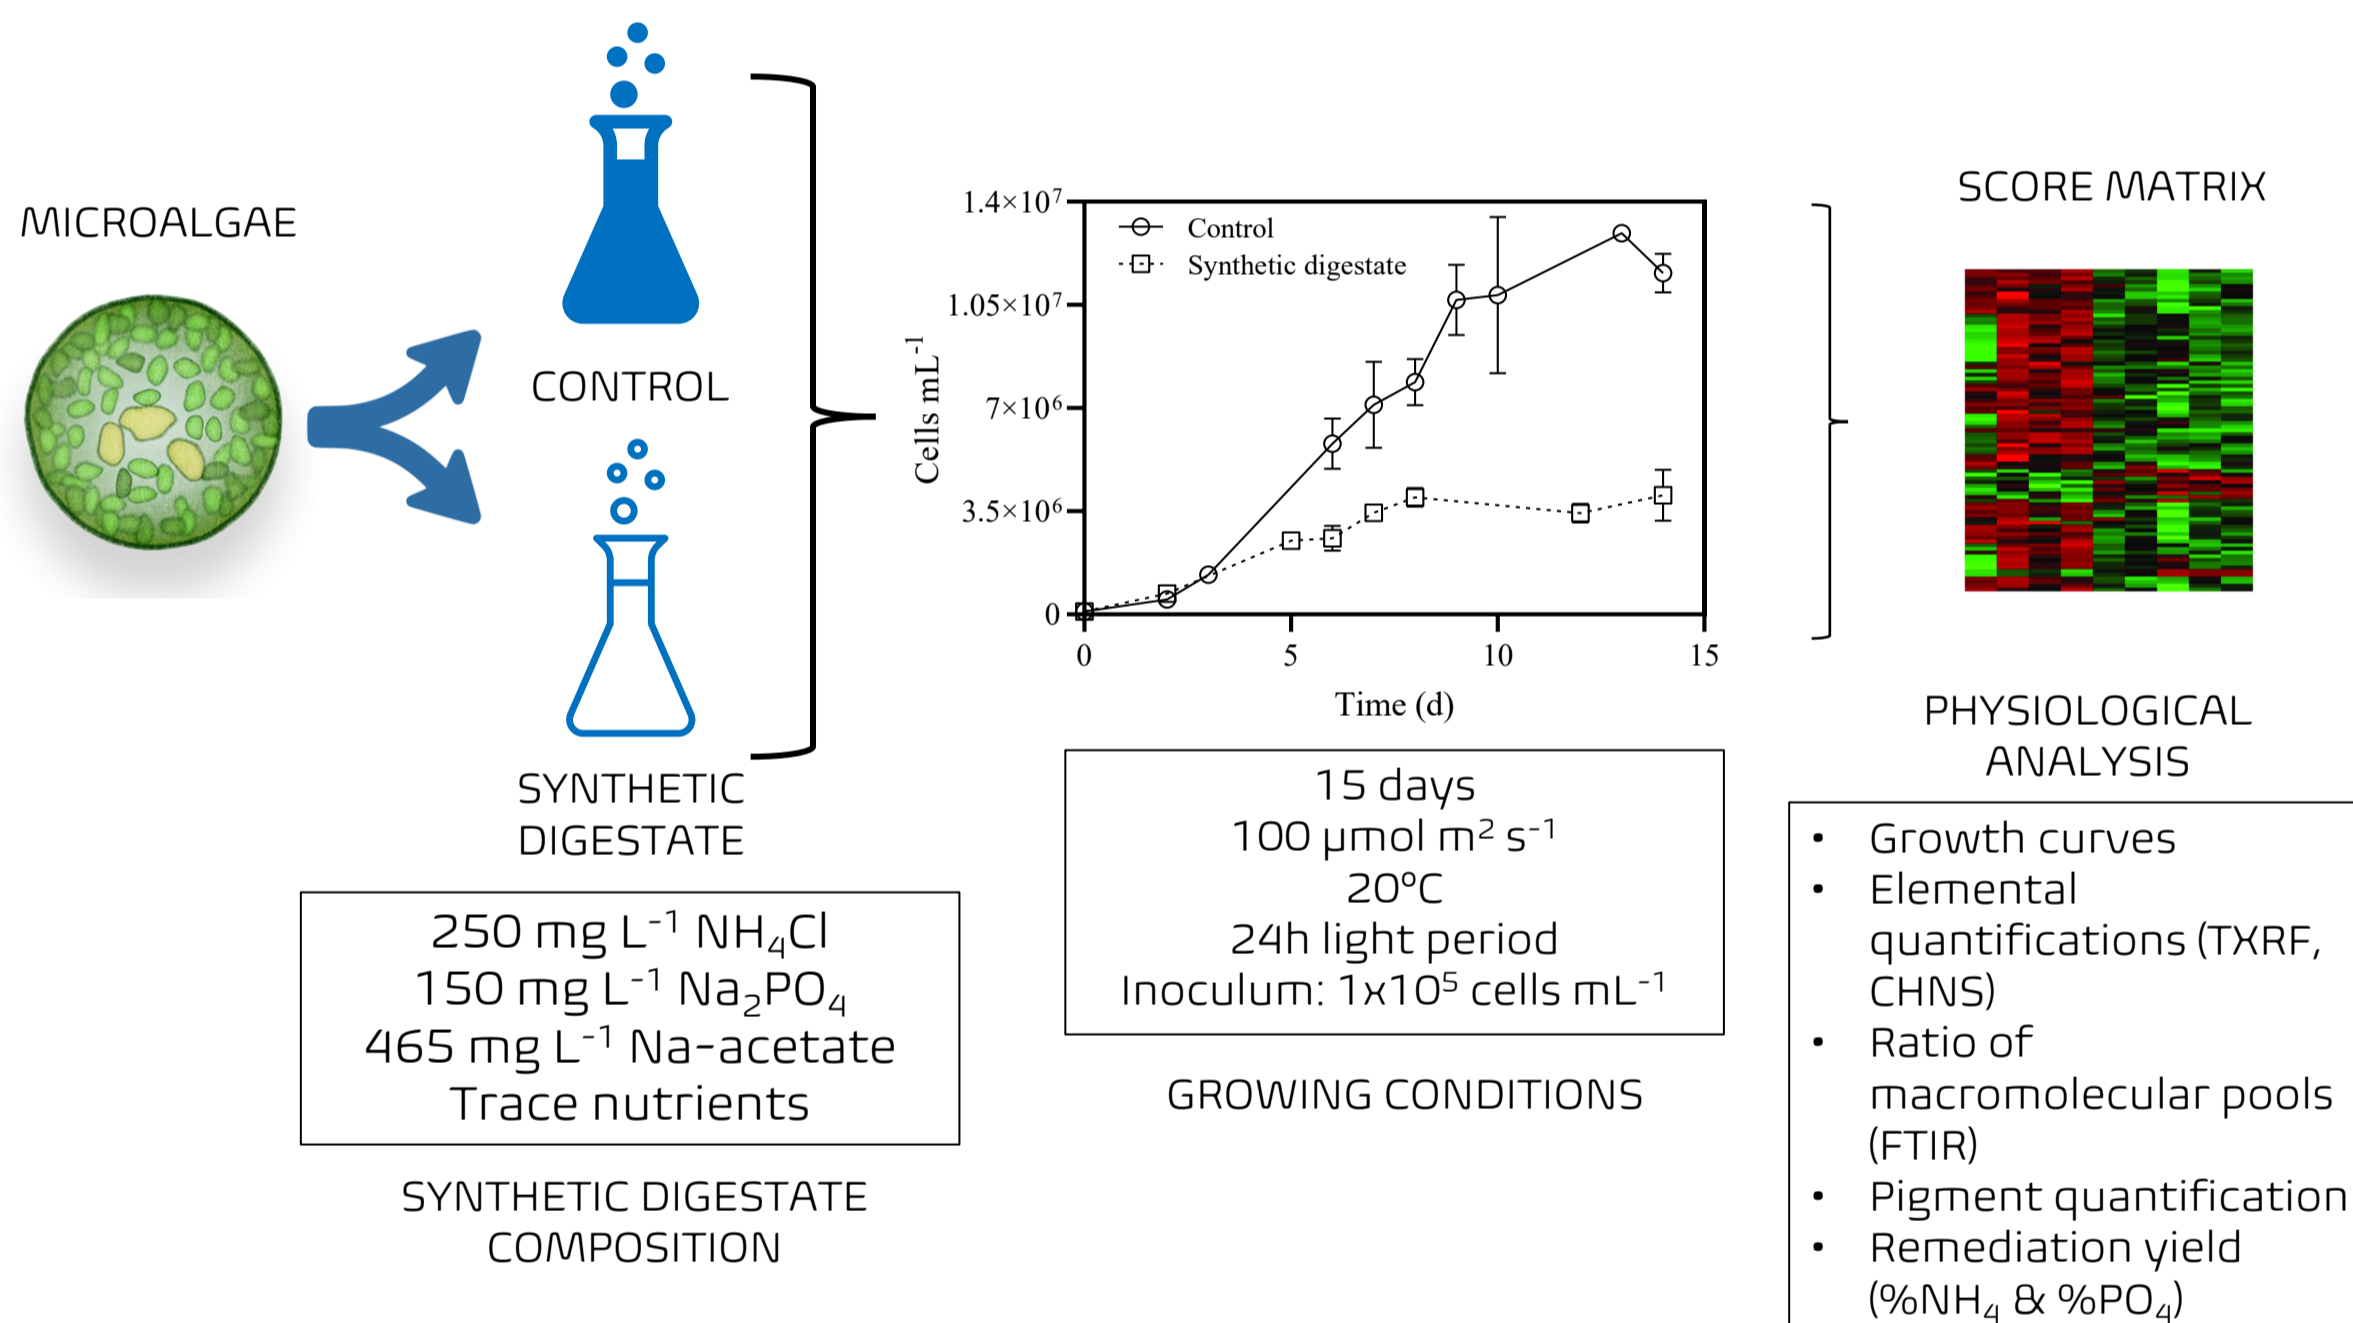 MICROALGAE
CONTROL
SYNTHETIC
DIGESTATE
250 mg L⁻¹ NH₄Cl
150 mg L⁻¹ Na₂PO₄
465 mg L⁻¹ Na-acetate
Trace nutrients
SYNTHETIC DIGESTATE
COMPOSITION
Cells mL⁻¹
1.4×10⁷
1.05×10⁷
7×10⁶
3.5×10⁶
0
Control
Synthetic digestate
0 5 10 15
Time (d)
15 days
100 µmol m² s⁻¹
20ºC
24h light period
Inoculum: 1x10⁵ cells mL⁻¹
GROWING CONDITIONS
SCORE MATRIX
PHYSIOLOGICAL
ANALYSIS
• Growth curves
• Elemental
quantifications (TXRF,
CHNS)
• Ratio of
macromolecular pools
(FTIR)
• Pigment quantification
• Remediation yield
(%NH₄ & %PO₄)